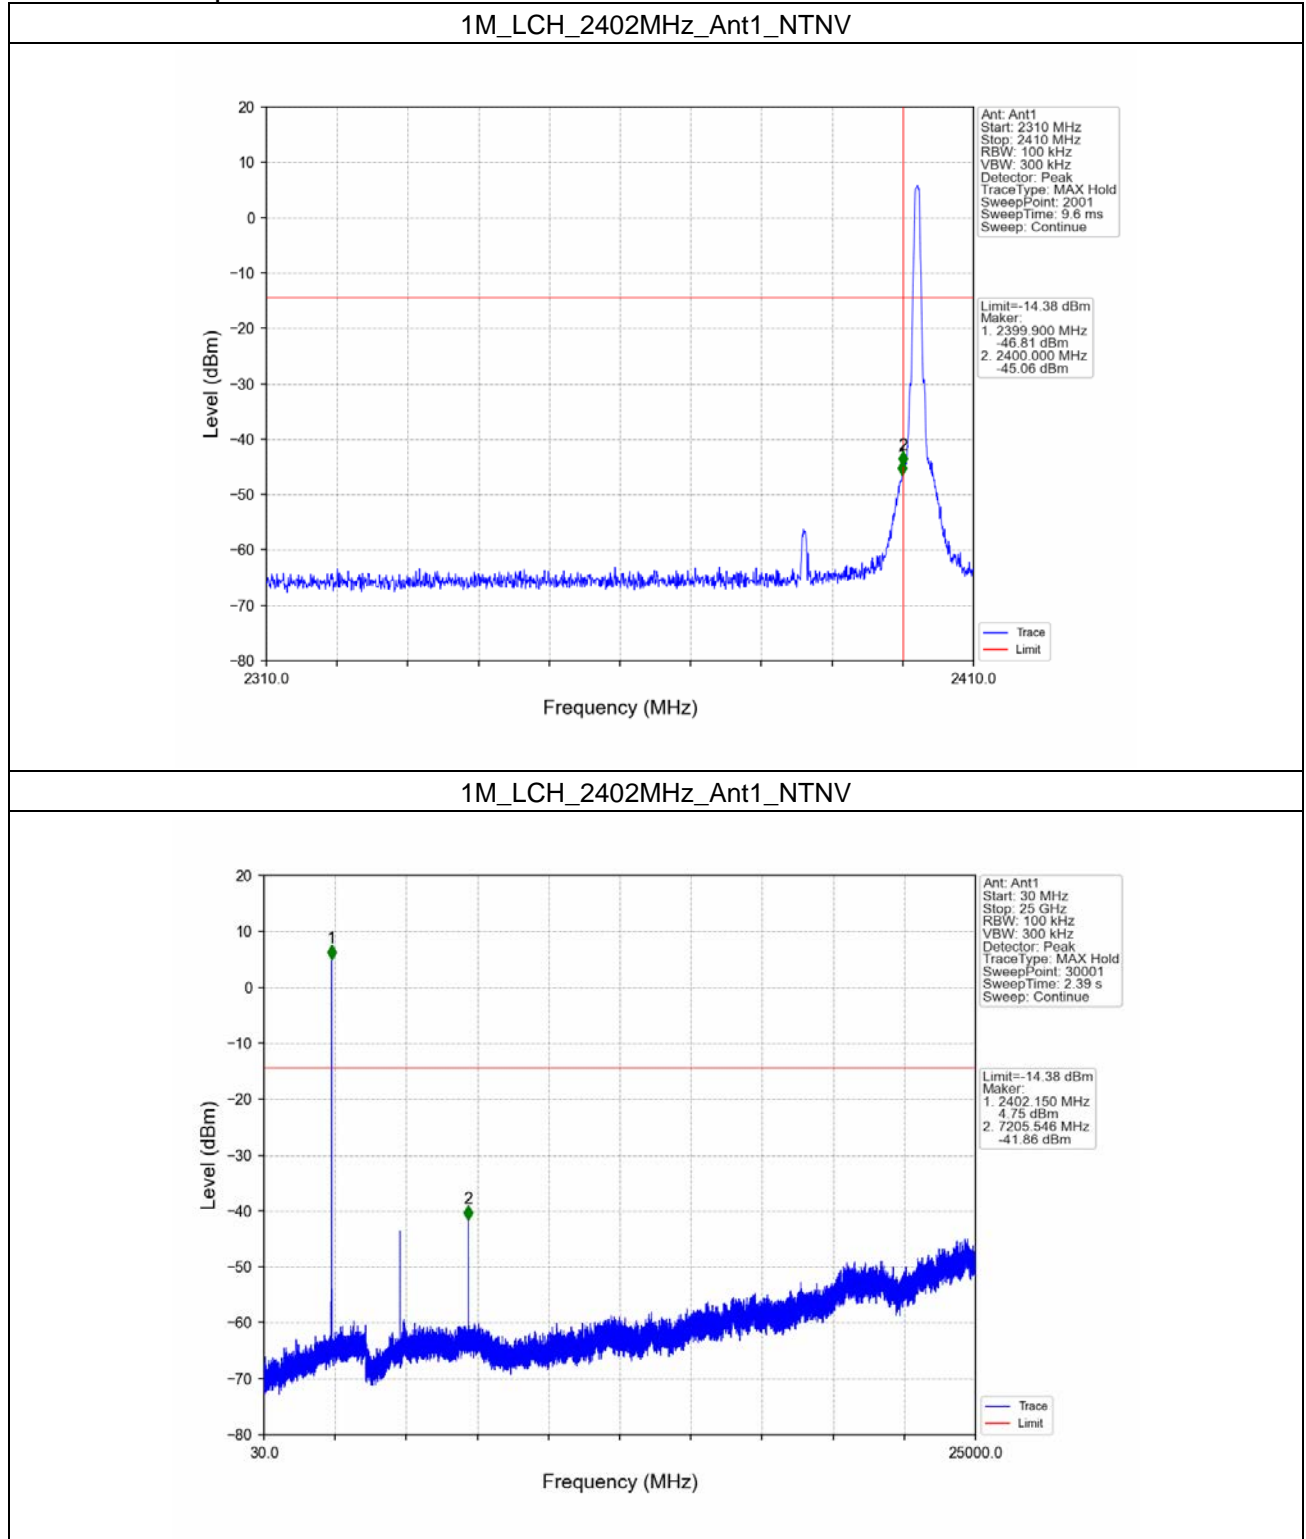 1M_LCH_2402MHz_Ant1_NTNV
20
10
0
−10
−20
−30
−40
−50
−60
−70
−80
Level (dBm)
2
2310.0
2410.0
Frequency (MHz)
Ant: Ant1
Start: 2310 MHz
Stop: 2410 MHz
RBW: 100 kHz
VBW: 300 kHz
Detector: Peak
TraceType: MAX Hold
SweepPoint: 2001
SweepTime: 9.6 ms
Sweep: Continue
Limit=-14.38 dBm
Maker:
1. 2399.900 MHz
-46.81 dBm
2. 2400.000 MHz
-45.06 dBm
Trace
Limit
1M_LCH_2402MHz_Ant1_NTNV
20
10
0
−10
−20
−30
−40
−50
−60
−70
−80
Level (dBm)
1
2
30.0
25000.0
Frequency (MHz)
Ant: Ant1
Start: 30 MHz
Stop: 25 GHz
RBW: 100 kHz
VBW: 300 kHz
Detector: Peak
TraceType: MAX Hold
SweepPoint: 30001
SweepTime: 2.39 s
Sweep: Continue
Limit=-14.38 dBm
Maker:
1. 2402.150 MHz
4.75 dBm
2. 7205.546 MHz
-41.86 dBm
Trace
Limit